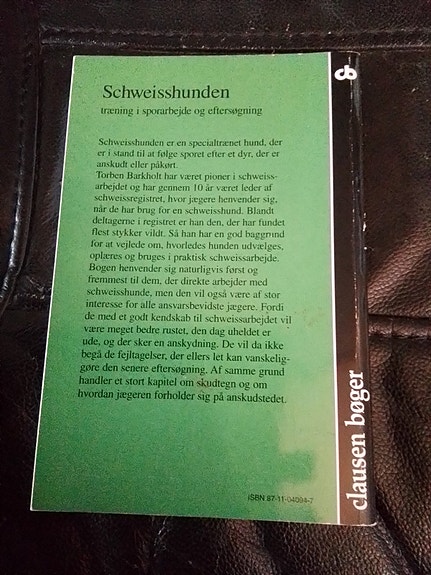 cb
Schweisshunden
træning i sporarbejde og eftersøgning
Schweisshunden er en specialtrænet hund, der
er i stand til at følge sporet efter et dyr, der er
anskudt eller påkørt.
Torben Barkholt har været pioner i schweiss-
arbejdet og har gennem 10 år været leder af
schweissregistret, hvor jægere henvender sig,
når de har brug for en schweisshund. Blandt
deltagerne i registret er han den, der har fundet
flest stykker vildt. Så han har en god baggrund
for at vejlede om, hvorledes hunden udvælges,
oplæres og bruges i praktisk schweissarbejde.
Bogen henvender sig naturligvis først og
fremmest til dem, der direkte arbejder med
schweisshunde, men den vil også være af stor
interesse for alle ansvarsbevidste jægere. Fordi
de med et godt kendskab til schweissarbejdet vil
være meget bedre rustet, den dag uheldet er
ude, og der sker en anskydning. De vil da ikke
begå de fejltagelser, der ellers let kan vanskelig-
gøre den senere eftersøgning. Af samme grund
handler et stort kapitel om skudtegn og om
hvordan jægeren forholder sig på anskudstedet.
ISBN 87-11-04094-7
clausen bøger